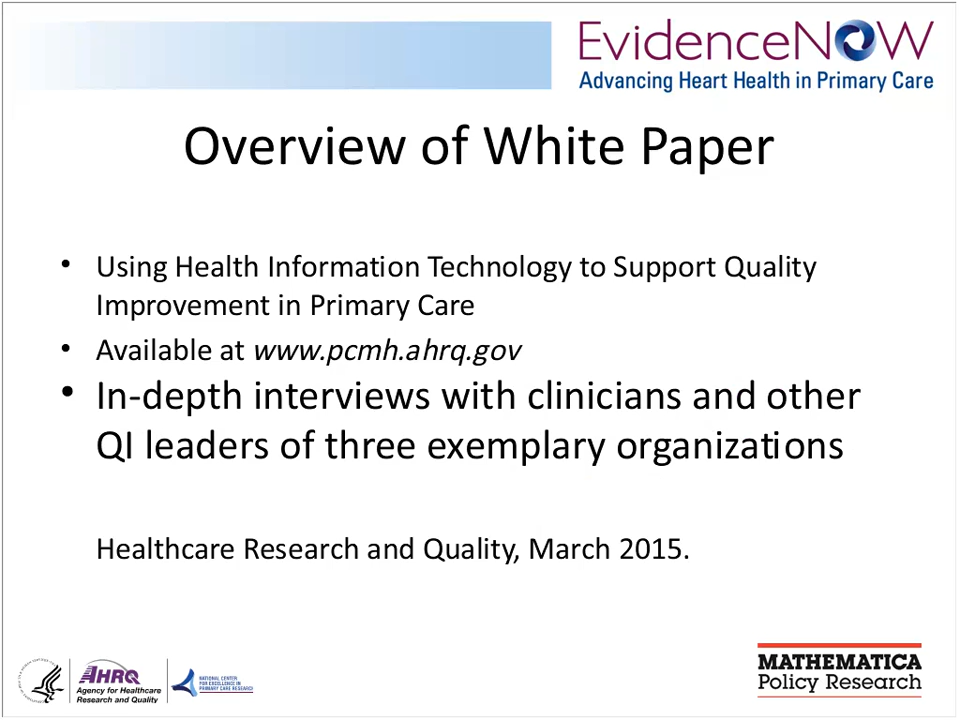 EvidenceNOW
Advancing Heart Health in Primary Care
Overview of White Paper
• Using Health Information Technology to Support Quality
Improvement in Primary Care
• Available at www.pcmh.ahrq.gov
• In-depth interviews with clinicians and other
QI leaders of three exemplary organizations
Healthcare Research and Quality, March 2015.
AHRQ
Agency for Healthcare
Research and Quality
NATIONAL CENTER
FOR EXCELLENCE IN
PRIMARY CARE RESEARCH
MATHEMATICA
Policy Research